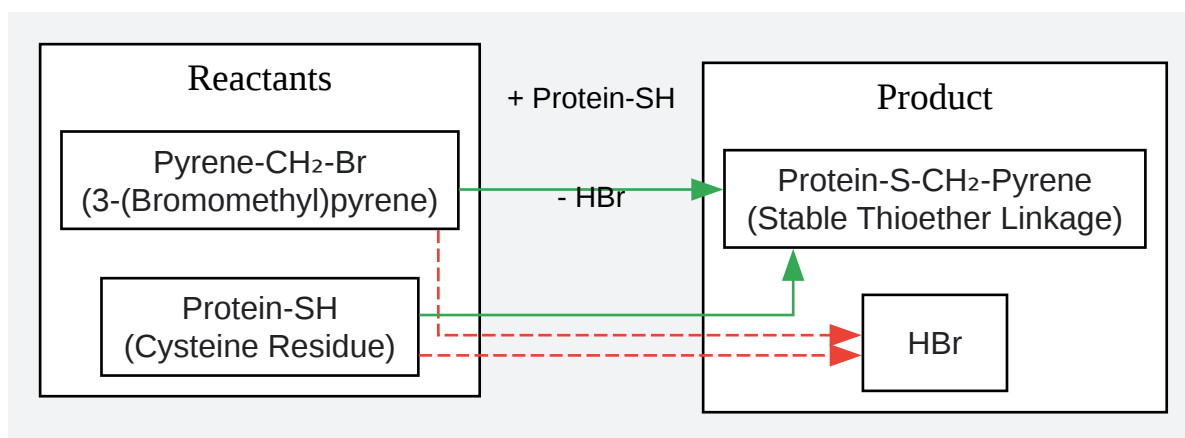 Reactants
Pyrene-CH₂-Br
(3-(Bromomethyl)pyrene)
Protein-SH
(Cysteine Residue)
+ Protein-SH
- HBr
Product
Protein-S-CH₂-Pyrene
(Stable Thioether Linkage)
HBr